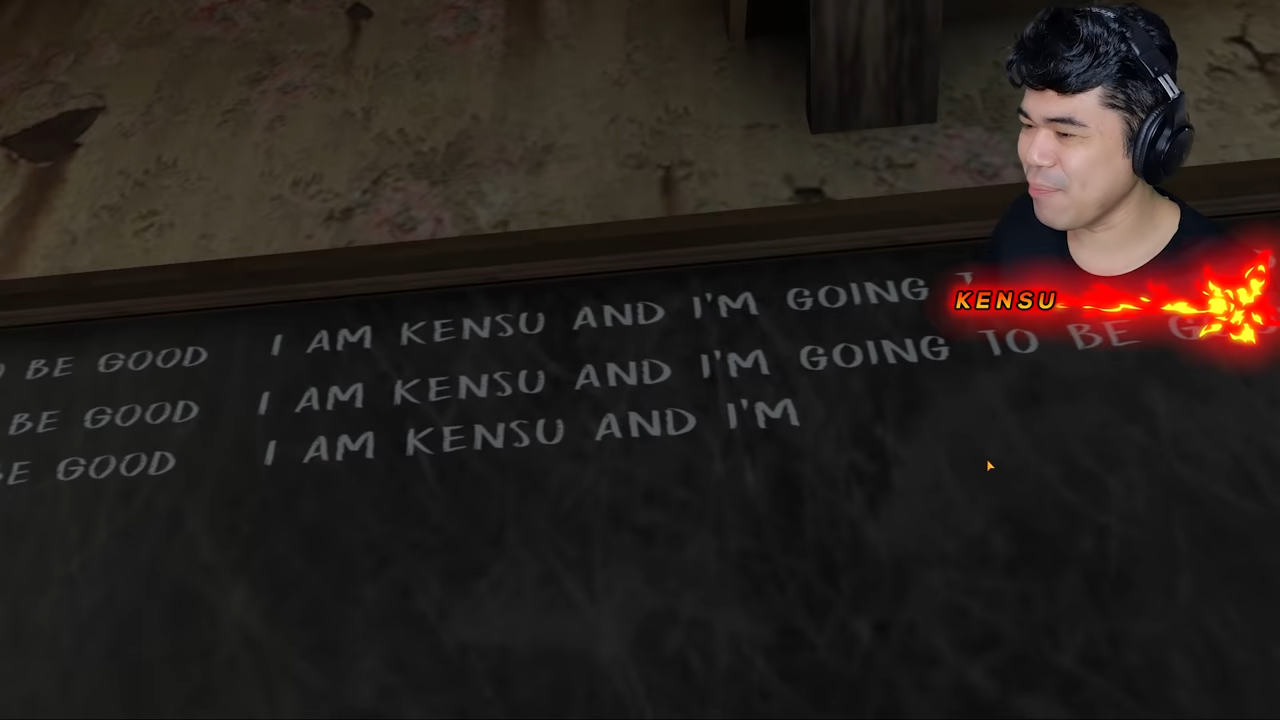 BE GOOD I AM KENSU AND I'M GOING
KENSU
BE GOOD I AM KENSU AND I'M GOING TO BE
BE GOOD I AM KENSU AND I'M